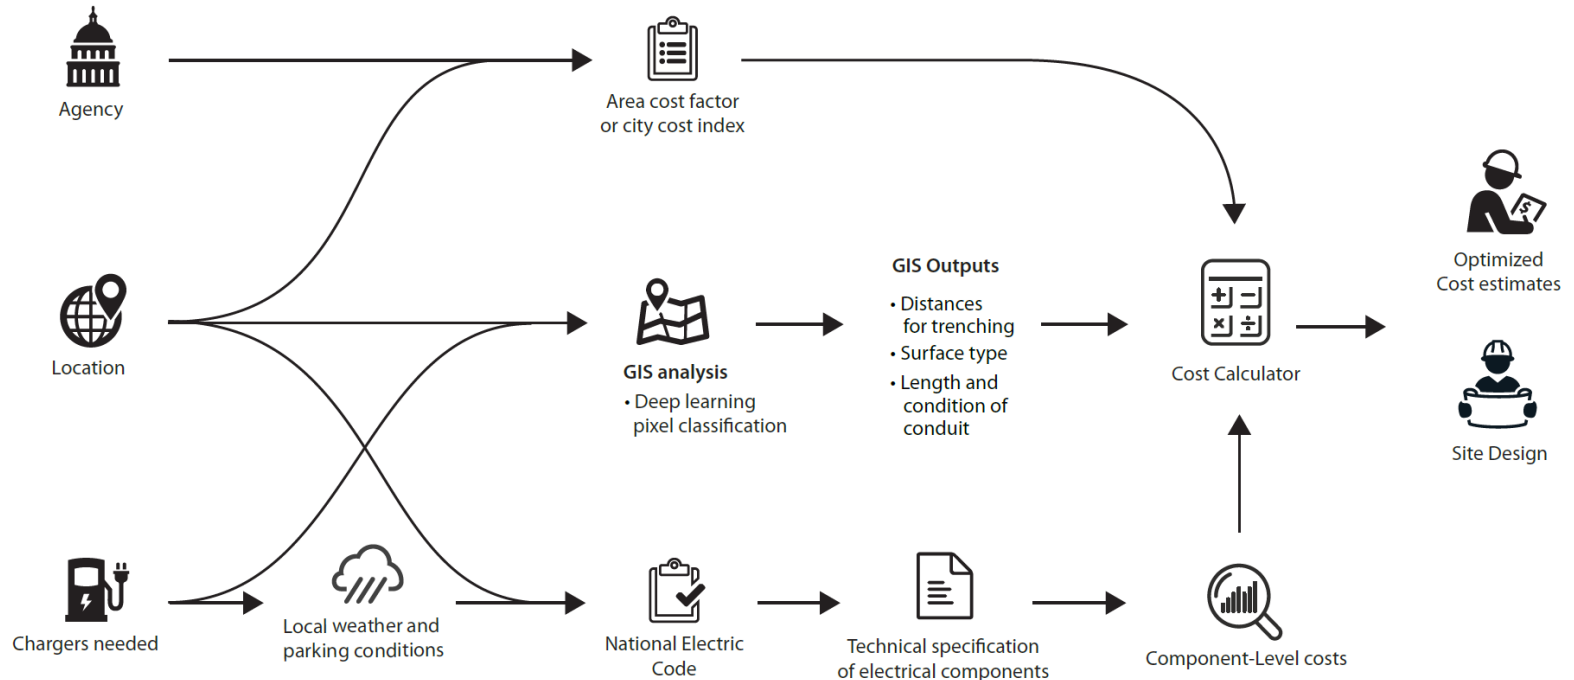 Agency
Area cost factor
or city cost index
Location
GIS analysis
• Deep learning
pixel classification
GIS Outputs
• Distances
for trenching
• Surface type
• Length and
condition of
conduit
Cost Calculator
$
Optimized
Cost estimates
Site Design
Chargers needed
Local weather and
parking conditions
National Electric
Code
Technical specification
of electrical components
Component-Level costs